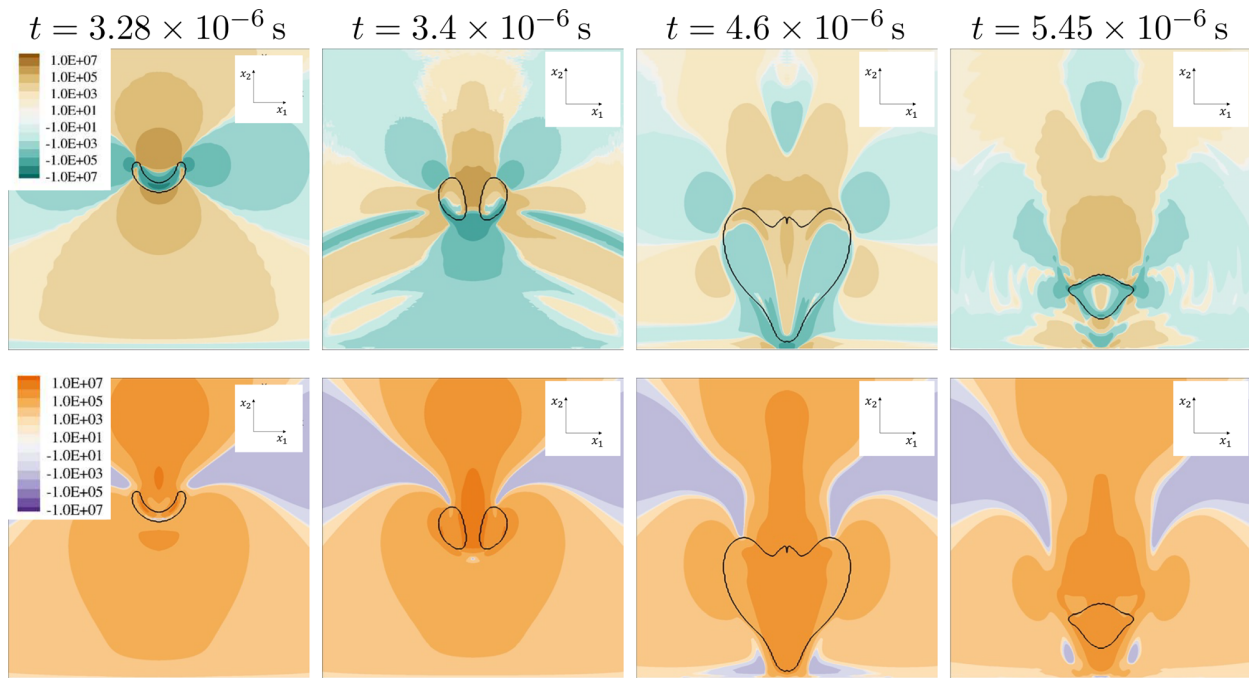 t = 3.28 × 10⁻⁶ s t = 3.4 × 10⁻⁶ s t = 4.6 × 10⁻⁶ s t = 5.45 × 10⁻⁶ s
1.0E+07
1.0E+05
1.0E+03
1.0E+01
-1.0E+01
-1.0E+03
-1.0E+05
-1.0E+07
x₂
x₁
x₂
x₁
x₂
x₁
x₂
x₁
1.0E+07
1.0E+05
1.0E+03
1.0E+01
-1.0E+01
-1.0E+03
-1.0E+05
-1.0E+07
x₂
x₁
x₂
x₁
x₂
x₁
x₂
x₁